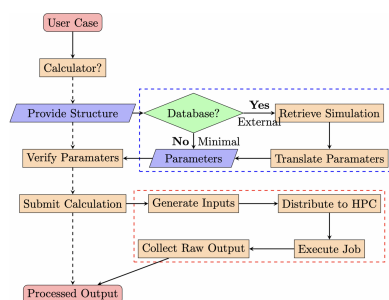 User Case
Calculator?
Provide Structure
Database?
Yes
External
Retrieve Simulation
No Minimal
Verify Paramaters
Parameters
Translate Paramaters
Submit Calculation
Generate Inputs
Distribute to HPC
Collect Raw Output
Execute Job
Processed Output